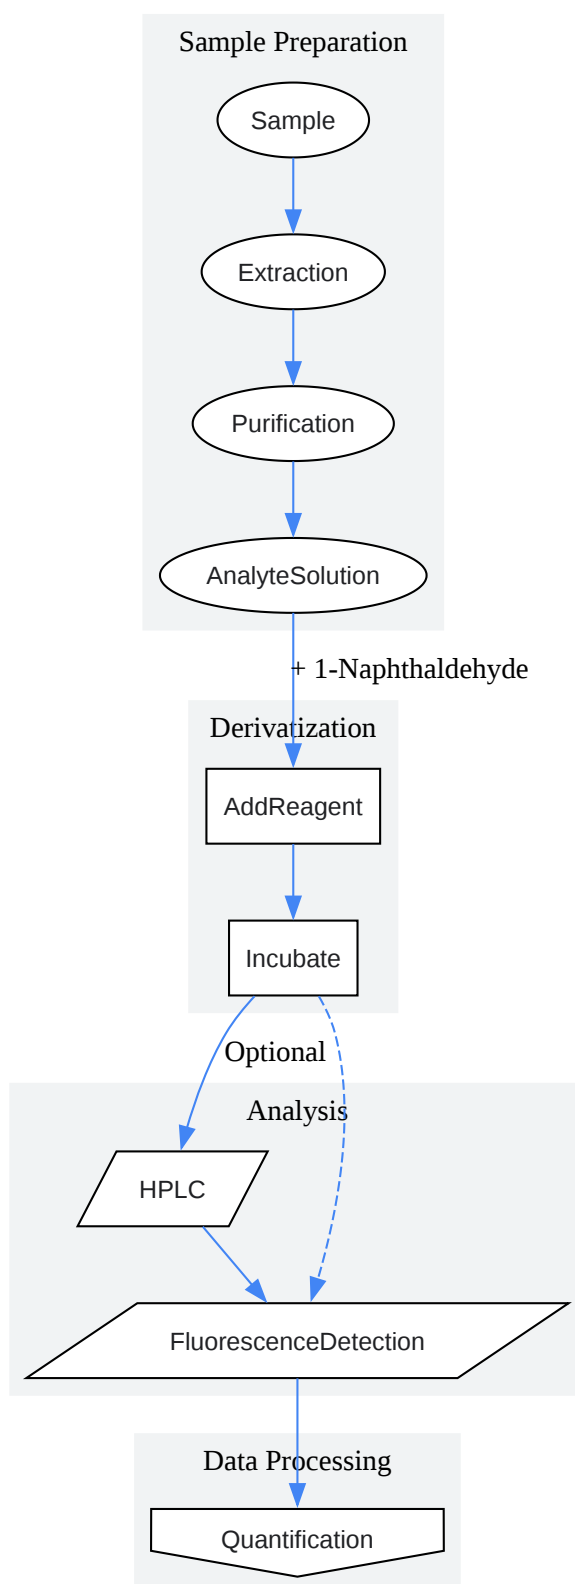 Sample Preparation
Sample
Extraction
Purification
AnalyteSolution
+ 1-Naphthaldehyde
Derivatization
AddReagent
Incubate
Optional
Analysis
HPLC
FluorescenceDetection
Data Processing
Quantification